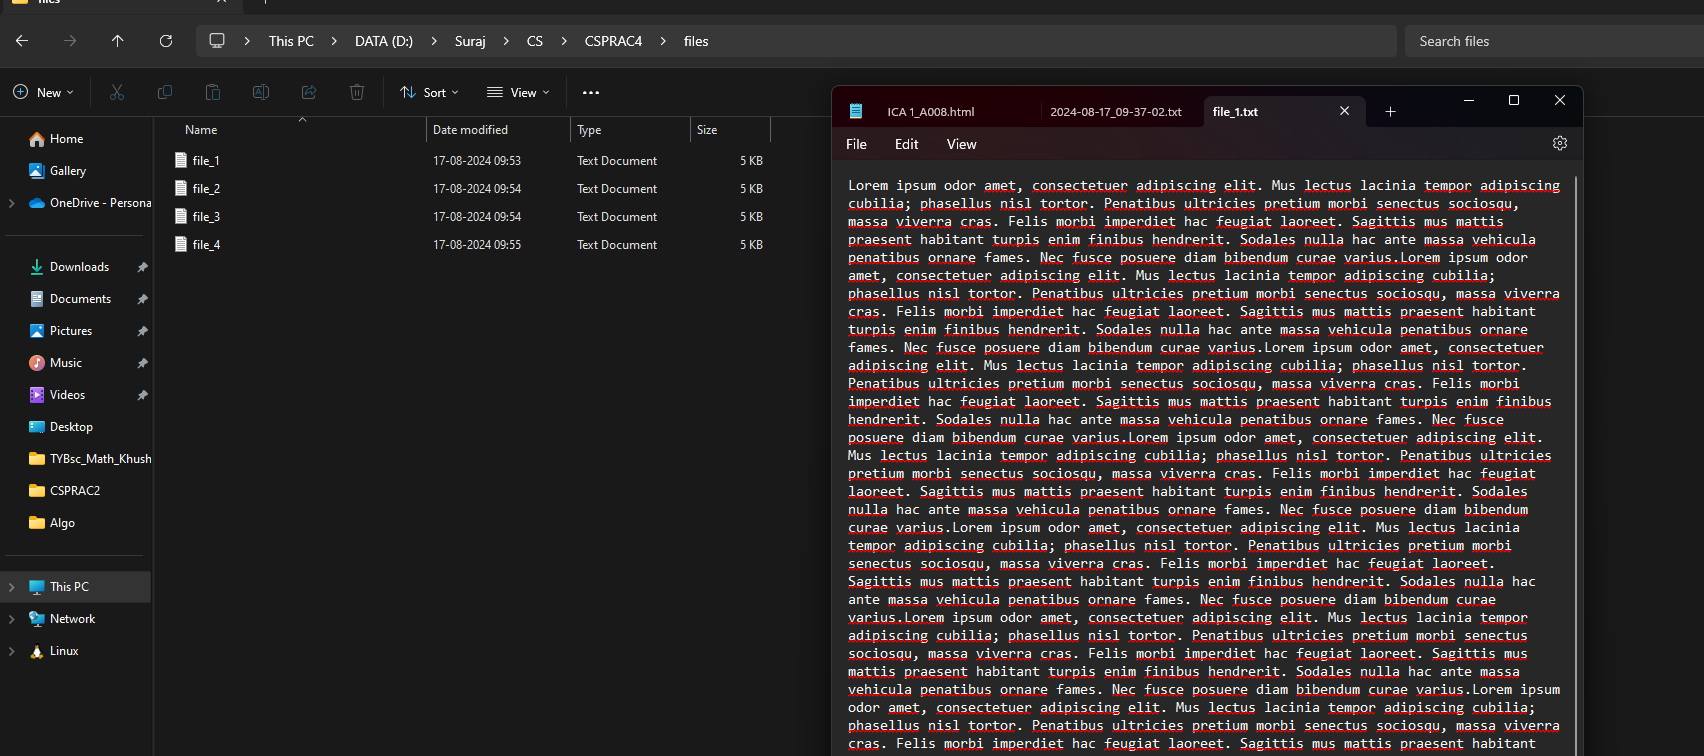 files
This PC > DATA (D:) > Suraj > CS > CSPRAC4 > files
Search files
New
Sort
View
Home
Gallery
OneDrive - Persona
Downloads
Documents
Pictures
Music
Videos
Desktop
TYBsc_Math_Khush
CSPRAC2
Algo
This PC
Network
Linux
Name Date modified Type Size
file_1 17-08-2024 09:53 Text Document 5 KB
file_2 17-08-2024 09:54 Text Document 5 KB
file_3 17-08-2024 09:54 Text Document 5 KB
file_4 17-08-2024 09:55 Text Document 5 KB
ICA 1_A008.html 2024-08-17_09-37-02.txt file_1.txt
File Edit View
Lorem ipsum odor amet, consectetuer adipiscing elit. Mus lectus lacinia tempor adipiscing
cubilia; phasellus nisl tortor. Penatibus ultricies pretium morbi senectus sociosqu,
massa viverra cras. Felis morbi imperdiet hac feugiat laoreet. Sagittis mus mattis
praesent habitant turpis enim finibus hendrerit. Sodales nulla hac ante massa vehicula
penatibus ornare fames. Nec fusce posuere diam bibendum curae varius.Lorem ipsum odor
amet, consectetuer adipiscing elit. Mus lectus lacinia tempor adipiscing cubilia;
phasellus nisl tortor. Penatibus ultricies pretium morbi senectus sociosqu, massa viverra
cras. Felis morbi imperdiet hac feugiat laoreet. Sagittis mus mattis praesent habitant
turpis enim finibus hendrerit. Sodales nulla hac ante massa vehicula penatibus ornare
fames. Nec fusce posuere diam bibendum curae varius.Lorem ipsum odor amet, consectetuer
adipiscing elit. Mus lectus lacinia tempor adipiscing cubilia; phasellus nisl tortor.
Penatibus ultricies pretium morbi senectus sociosqu, massa viverra cras. Felis morbi
imperdiet hac feugiat laoreet. Sagittis mus mattis praesent habitant turpis enim finibus
hendrerit. Sodales nulla hac ante massa vehicula penatibus ornare fames. Nec fusce
posuere diam bibendum curae varius.Lorem ipsum odor amet, consectetuer adipiscing elit.
Mus lectus lacinia tempor adipiscing cubilia; phasellus nisl tortor. Penatibus ultricies
pretium morbi senectus sociosqu, massa viverra cras. Felis morbi imperdiet hac feugiat
laoreet. Sagittis mus mattis praesent habitant turpis enim finibus hendrerit. Sodales
nulla hac ante massa vehicula penatibus ornare fames. Nec fusce posuere diam bibendum
curae varius.Lorem ipsum odor amet, consectetuer adipiscing elit. Mus lectus lacinia
tempor adipiscing cubilia; phasellus nisl tortor. Penatibus ultricies pretium morbi
senectus sociosqu, massa viverra cras. Felis morbi imperdiet hac feugiat laoreet.
Sagittis mus mattis praesent habitant turpis enim finibus hendrerit. Sodales nulla hac
ante massa vehicula penatibus ornare fames. Nec fusce posuere diam bibendum curae
varius.Lorem ipsum odor amet, consectetuer adipiscing elit. Mus lectus lacinia tempor
adipiscing cubilia; phasellus nisl tortor. Penatibus ultricies pretium morbi senectus
sociosqu, massa viverra cras. Felis morbi imperdiet hac feugiat laoreet. Sagittis mus
mattis praesent habitant turpis enim finibus hendrerit. Sodales nulla hac ante massa
vehicula penatibus ornare fames. Nec fusce posuere diam bibendum curae varius.Lorem ipsum
odor amet, consectetuer adipiscing elit. Mus lectus lacinia tempor adipiscing cubilia;
phasellus nisl tortor. Penatibus ultricies pretium morbi senectus sociosqu, massa viverra
cras. Felis morbi imperdiet hac feugiat laoreet. Sagittis mus mattis praesent habitant